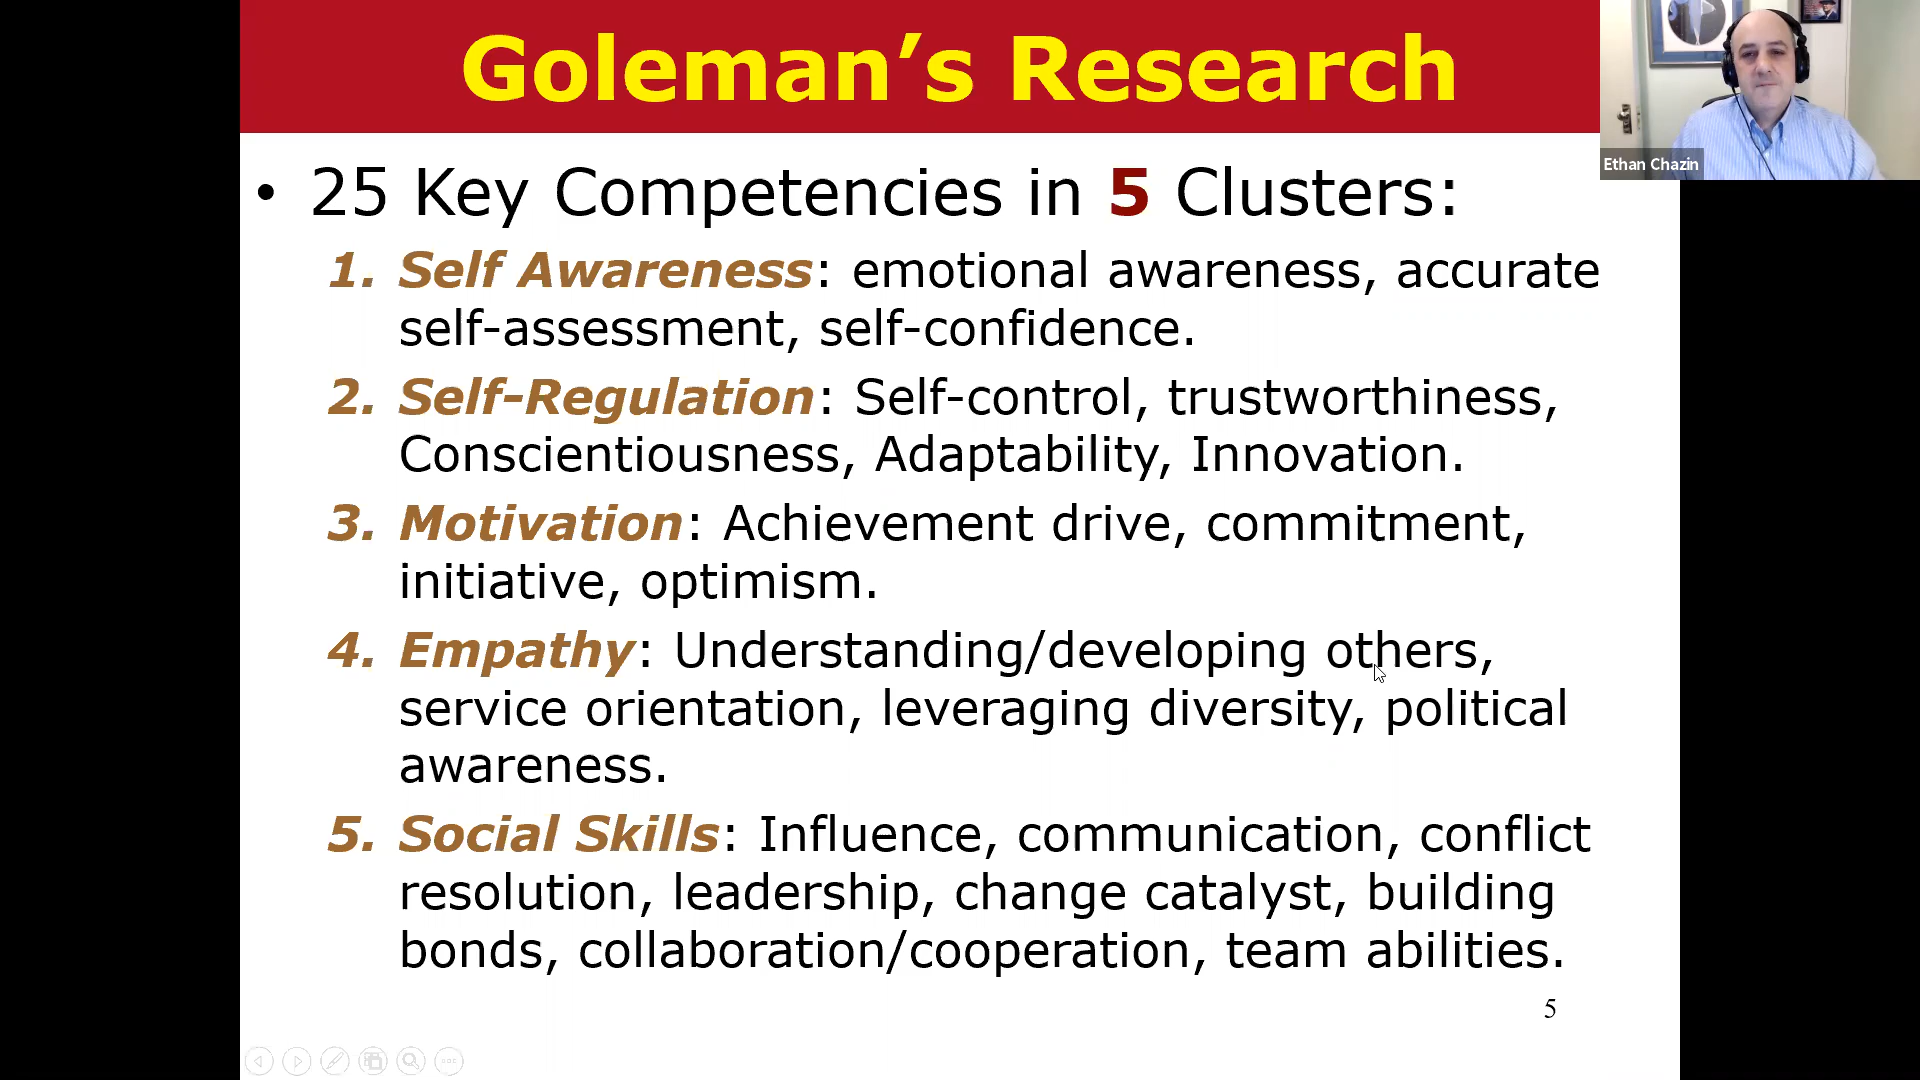 Goleman’s Research
Ethan Chazin
• 25 Key Competencies in 5 Clusters:
1. Self Awareness: emotional awareness, accurate
self-assessment, self-confidence.
2. Self-Regulation: Self-control, trustworthiness,
Conscientiousness, Adaptability, Innovation.
3. Motivation: Achievement drive, commitment,
initiative, optimism.
4. Empathy: Understanding/developing others,
service orientation, leveraging diversity, political
awareness.
5. Social Skills: Influence, communication, conflict
resolution, leadership, change catalyst, building
bonds, collaboration/cooperation, team abilities.
5